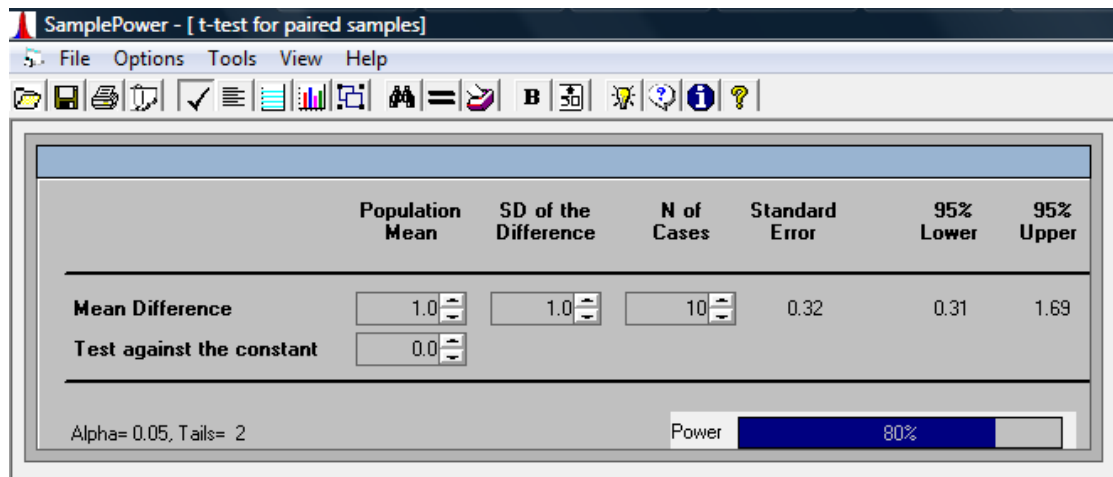 SamplePower - [ t-test for paired samples]
File Options Tools View Help
B
Population Mean SD of the Difference N of Cases Standard Error 95% Lower 95% Upper
Mean Difference 1.0 1.0 10 0.32 0.31 1.69
Test against the constant 0.0
Alpha= 0.05, Tails= 2 Power 80%